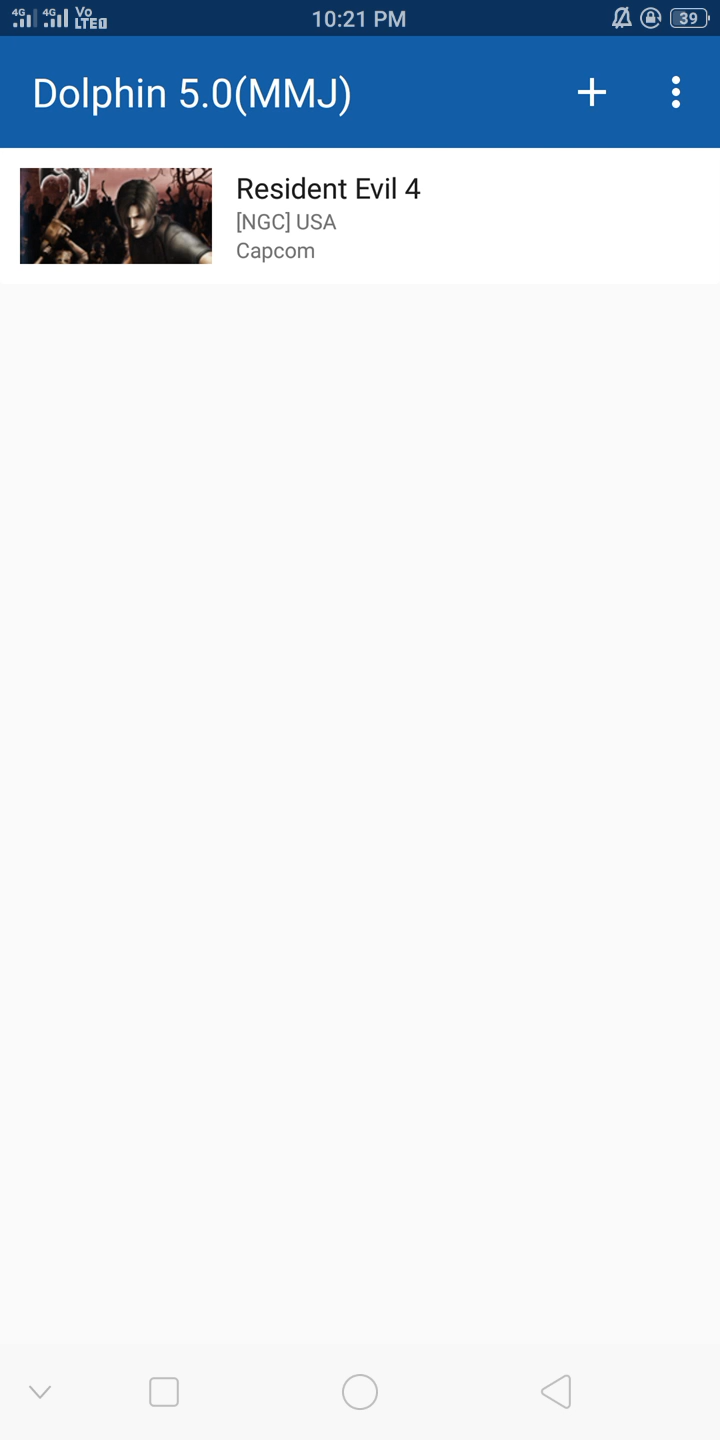 4G 4G Vo LTE 10:21 PM 39
Dolphin 5.0(MMJ)
Resident Evil 4
[NGC] USA
Capcom